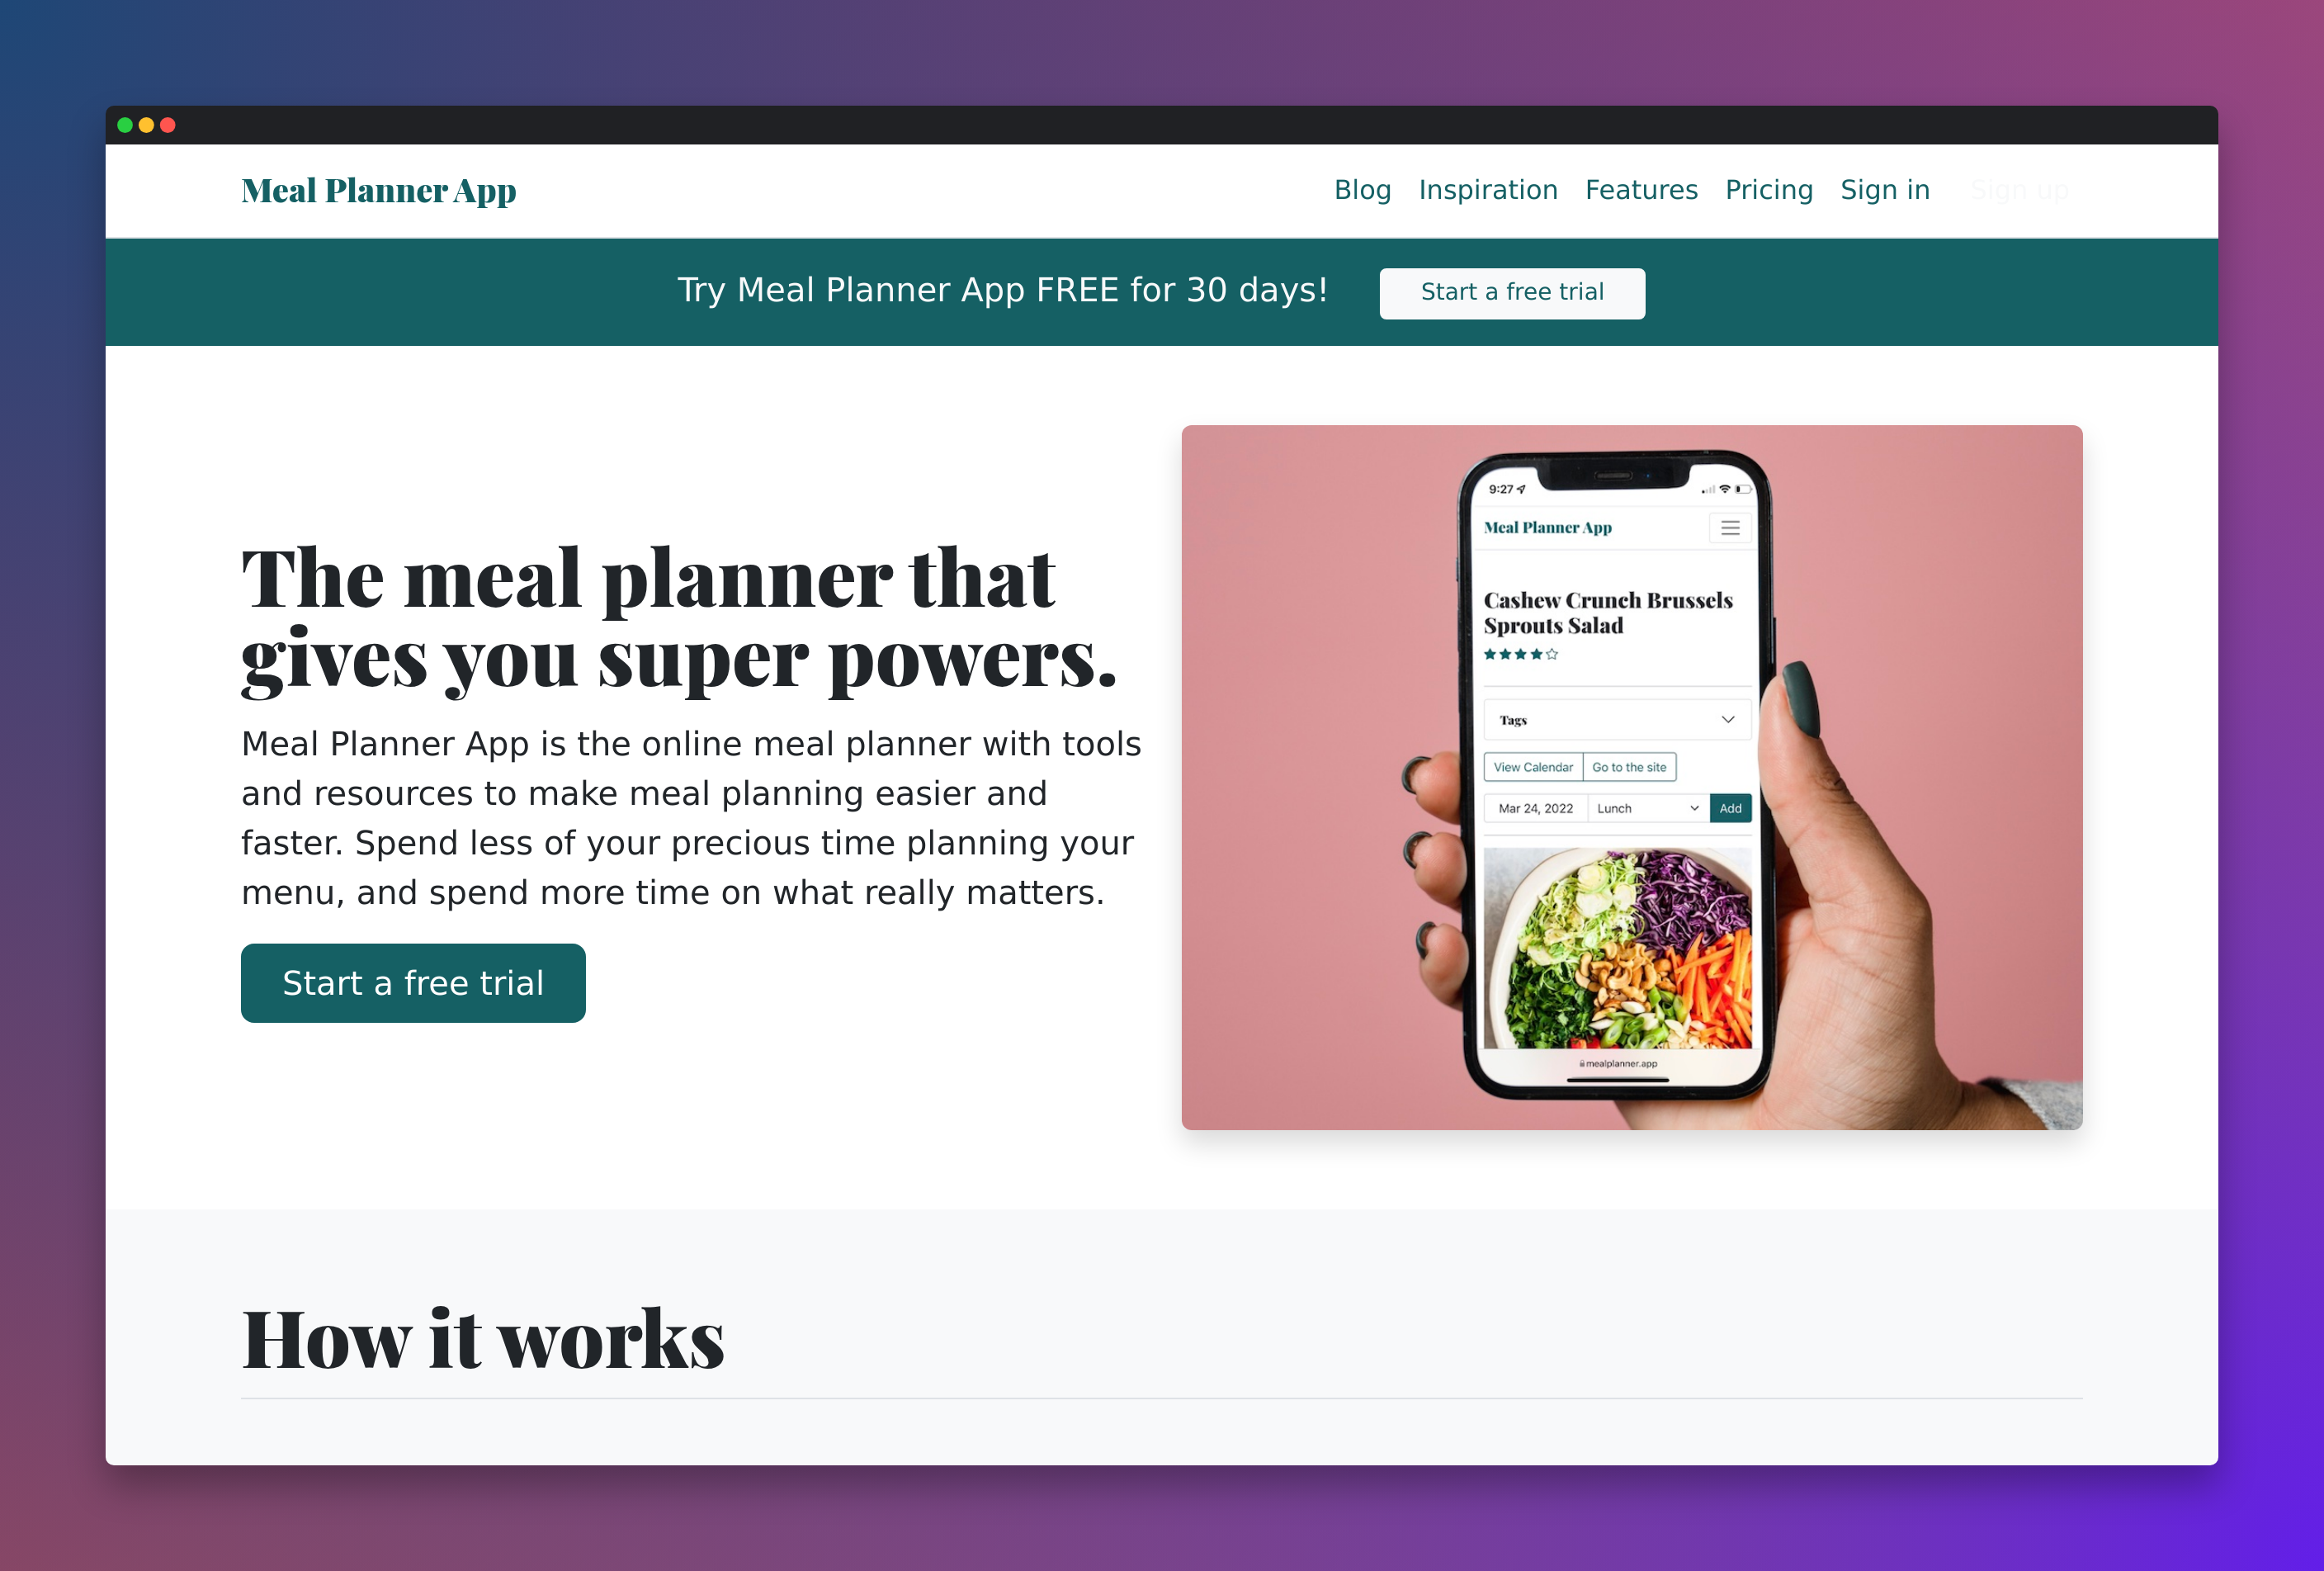 Meal Planner App
Blog Inspiration Features Pricing Sign in Sign up
Try Meal Planner App FREE for 30 days! Start a free trial
The meal planner that
gives you super powers.
Meal Planner App is the online meal planner with tools
and resources to make meal planning easier and
faster. Spend less of your precious time planning your
menu, and spend more time on what really matters.
Start a free trial
9:27
Meal Planner App
Cashew Crunch Brussels
Sprouts Salad
Tags
View Calendar Go to the site
Mar 24, 2022 Lunch Add
mealplanner.app
How it works